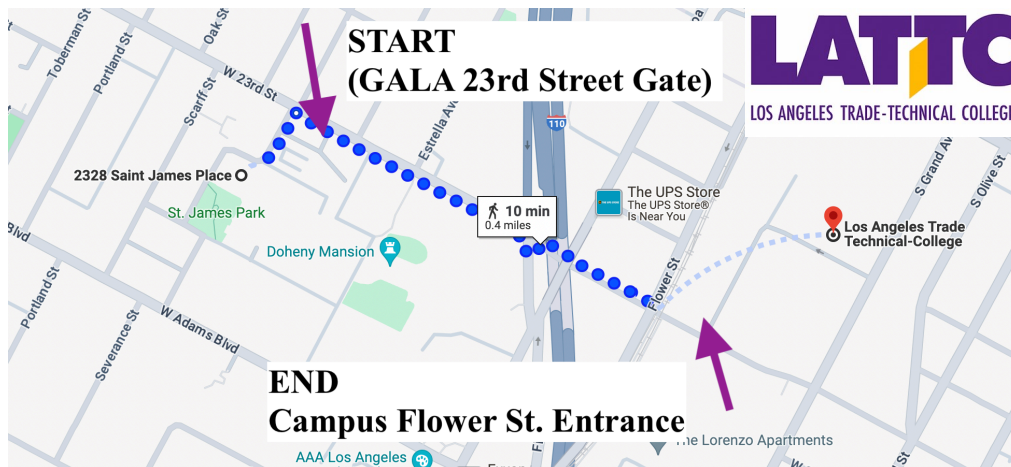 START
(GALA 23rd Street Gate)
LATTC
LOS ANGELES TRADE-TECHNICAL COLLEGE
Toberman St
Portland St
Oak St
Scarff St
W 23rd St
Estrella Ave
110
S Grand Ave
S Olive St
2328 Saint James Place
St. James Park
Doheny Mansion
10 min
0.4 miles
The UPS Store
The UPS Store®
Is Near You
Los Angeles Trade
Technical-College
Flower St
Blvd
Portland St
Severance St
W Adams Blvd
END
Campus Flower St. Entrance
The Lorenzo Apartments
AAA Los Angeles